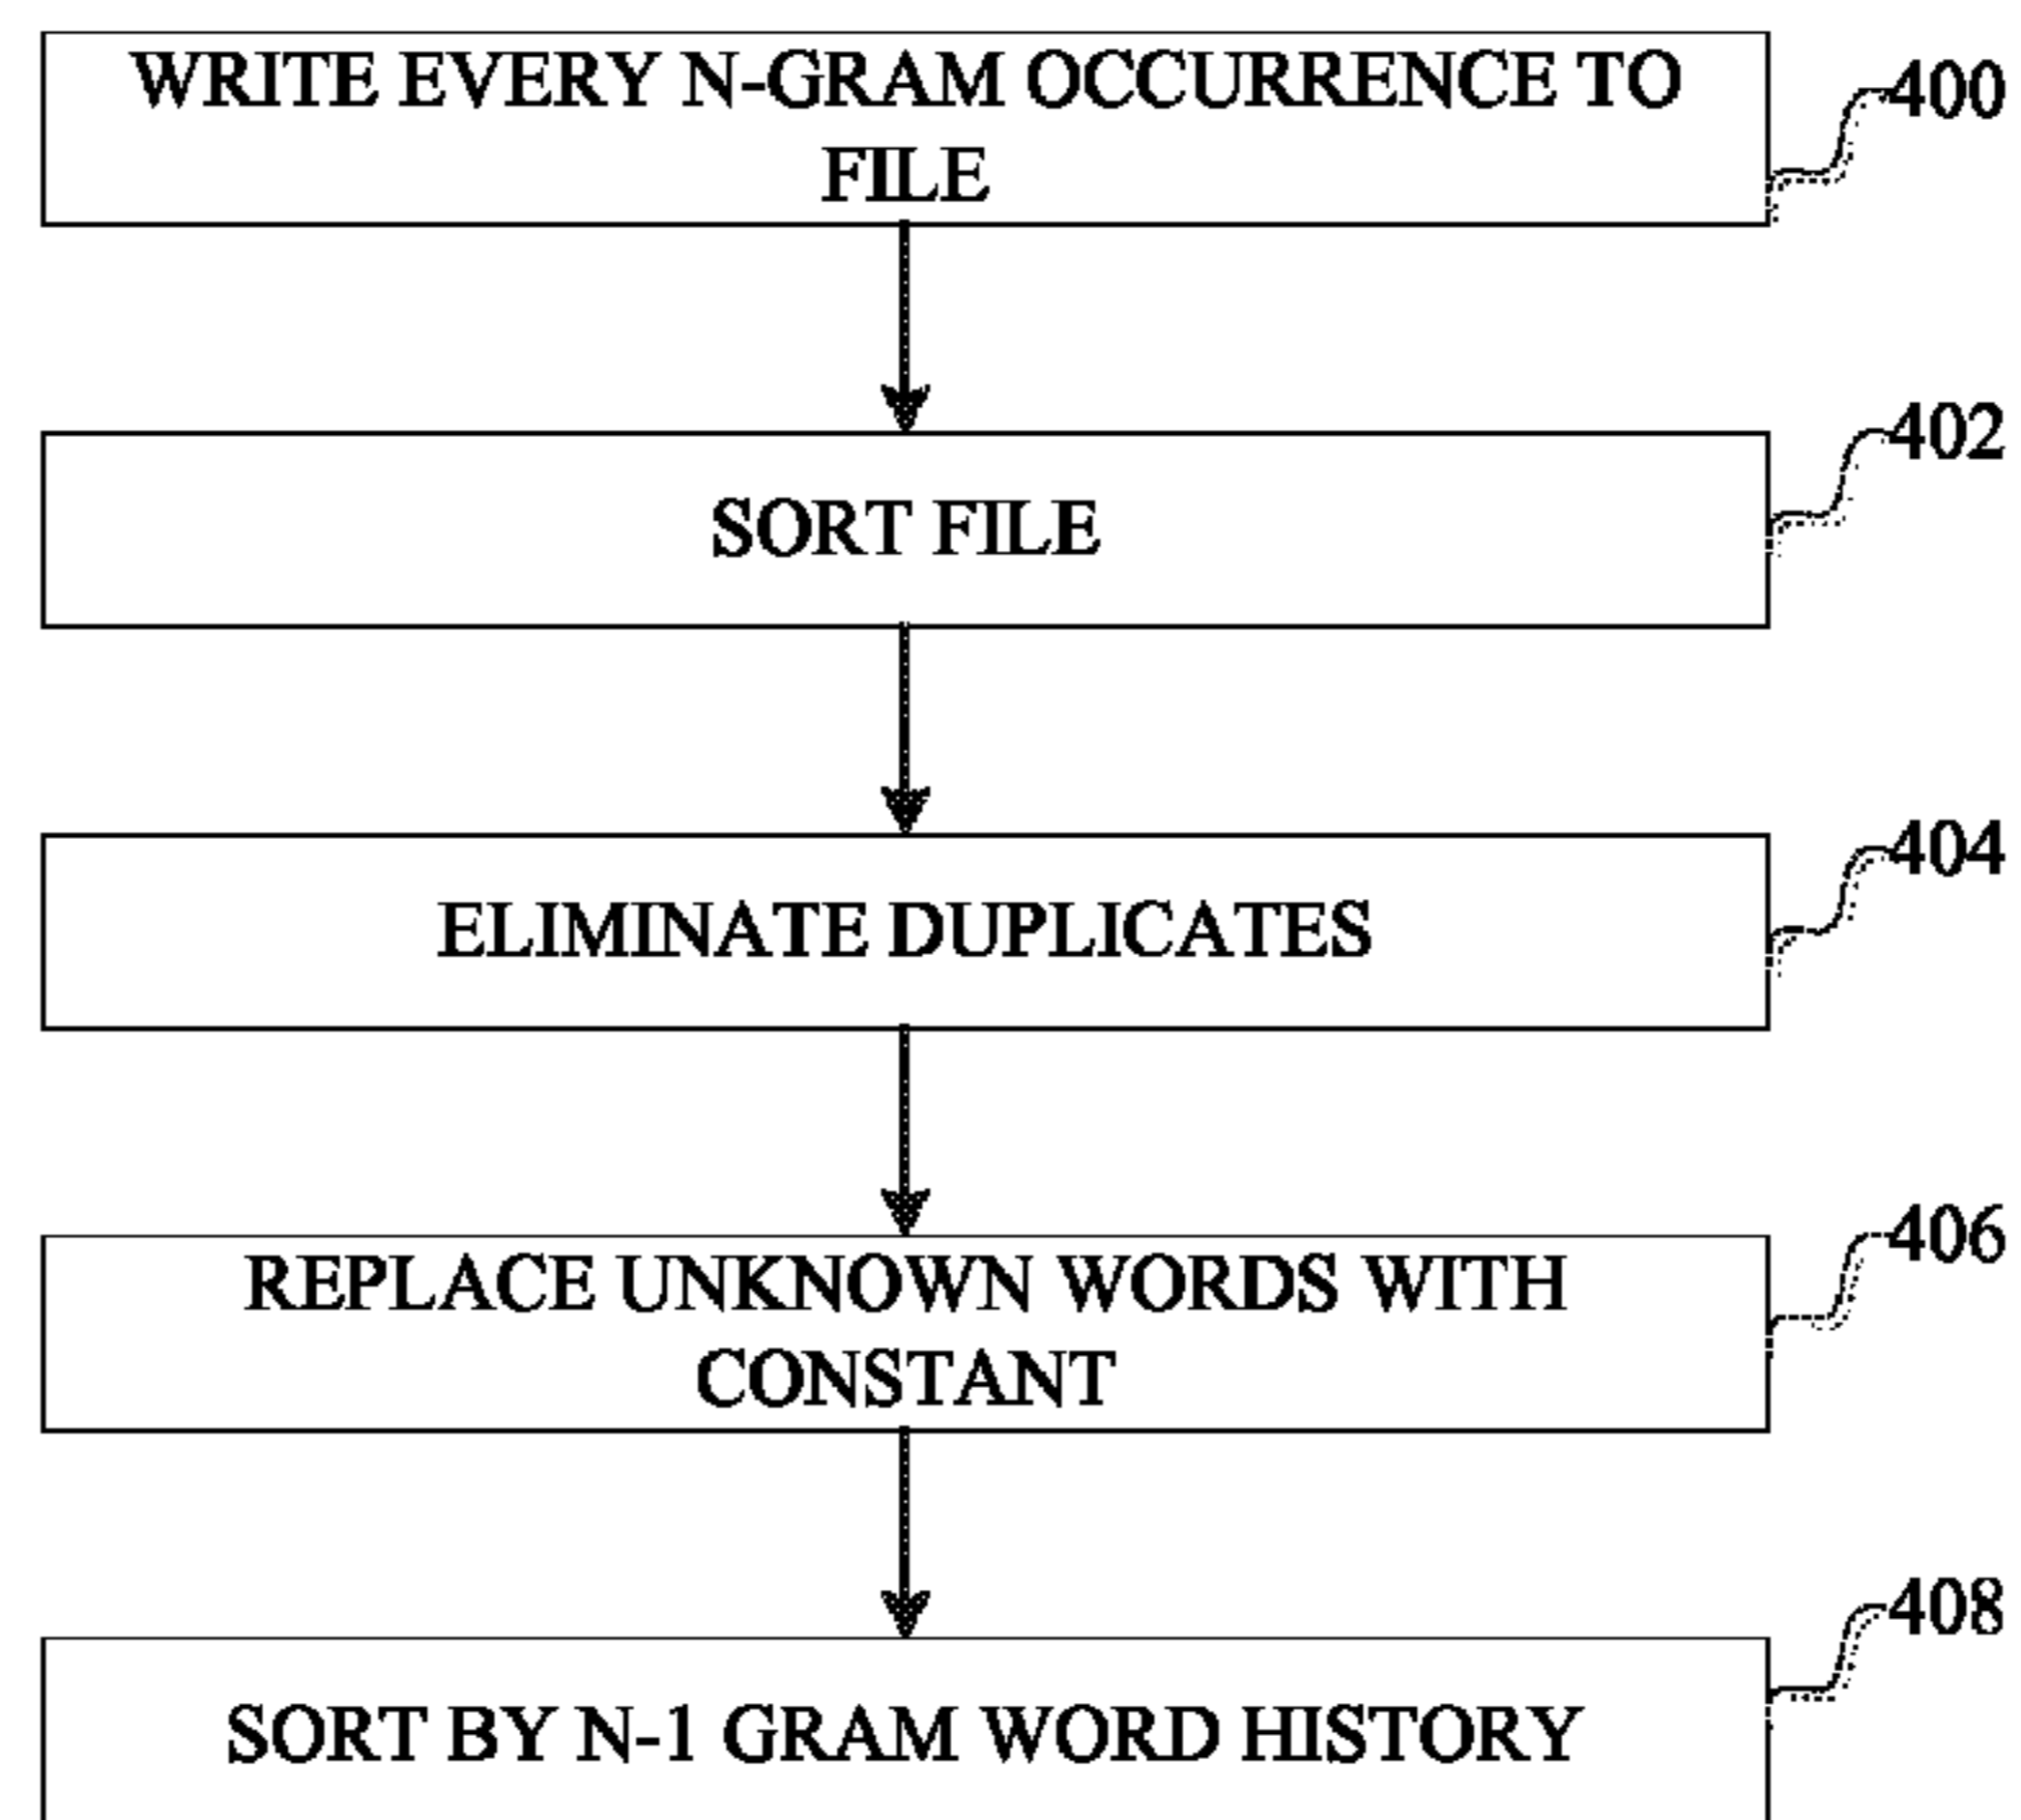 WRITE EVERY N-GRAM OCCURRENCE TO
FILE
400
SORT FILE
402
ELIMINATE DUPLICATES
404
REPLACE UNKNOWN WORDS WITH
CONSTANT
406
SORT BY N-1 GRAM WORD HISTORY
408